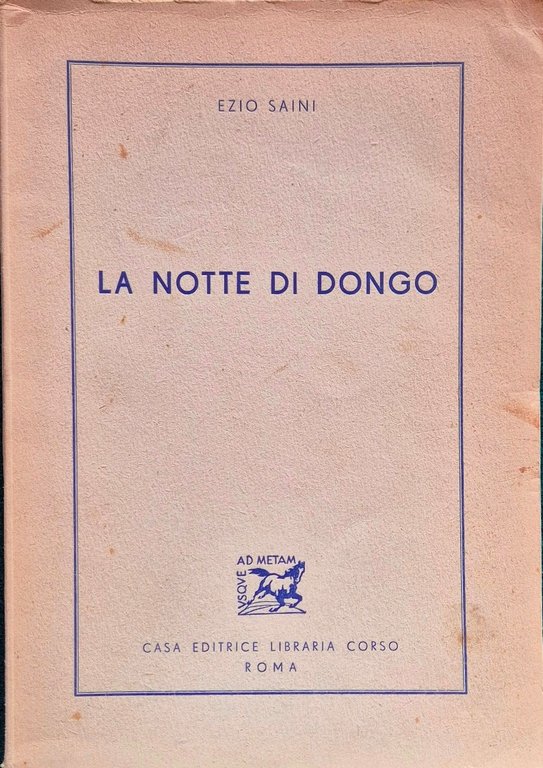 EZIO SAINI
LA NOTTE DI DONGO
VSQVE
AD METAM
CASA EDITRICE LIBRARIA CORSO
ROMA